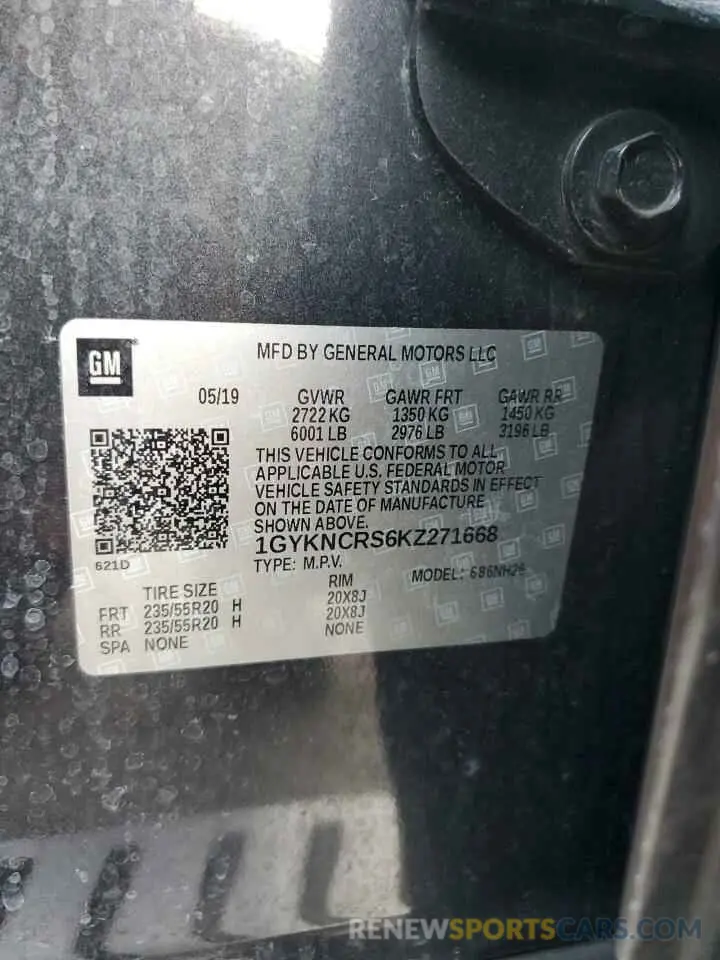 GM
MFD BY GENERAL MOTORS LLC
05/19 GVWR GAWR FRT GAWR RR
2722 KG 1350 KG 1450 KG
6001 LB 2976 LB 3196 LB
THIS VEHICLE CONFORMS TO ALL
APPLICABLE U.S. FEDERAL MOTOR
VEHICLE SAFETY STANDARDS IN EFFECT
ON THE DATE OF MANUFACTURE
SHOWN ABOVE.
1GYKNCRS6KZ271668
621D
TYPE: M.P.V. MODEL: 686NH26
TIRE SIZE RIM
FRT 235/55R20 H 20X8J
RR 235/55R20 H 20X8J
SPA NONE NONE
RENEWSPORTSCARS.COM